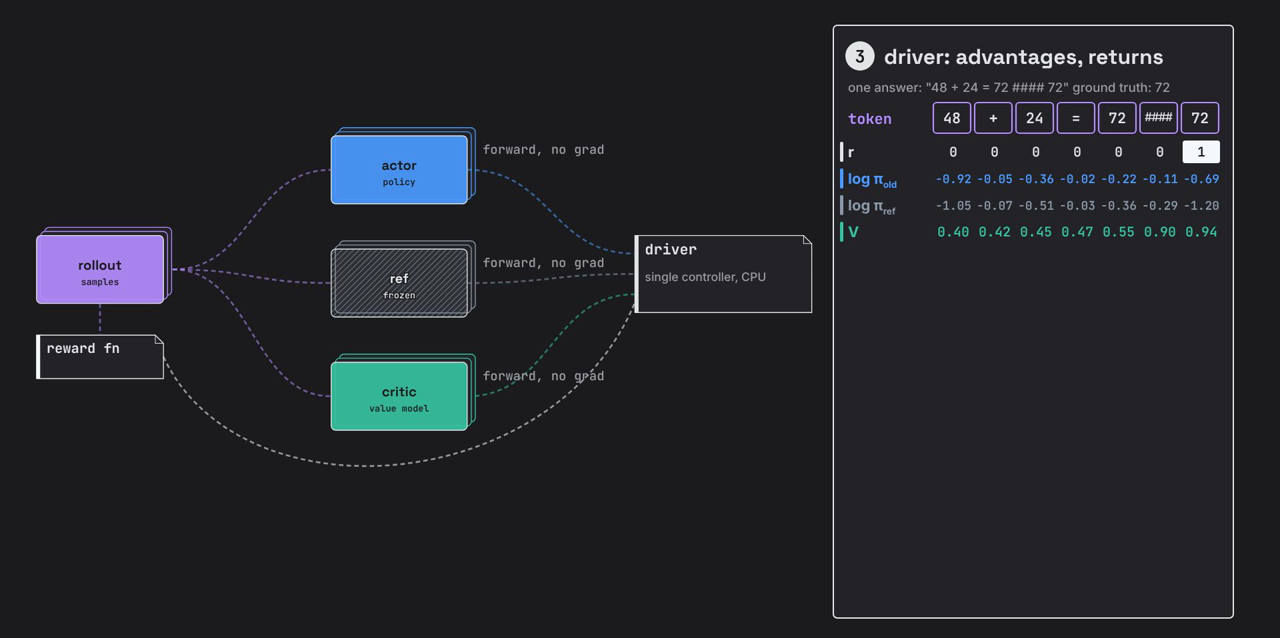 actor
policy
forward, no grad
rollout
samples
reward fn
ref
frozen
forward, no grad
critic
value model
forward, no grad
driver
single controller, CPU
3 driver: advantages, returns
one answer: "48 + 24 = 72 #### 72" ground truth: 72
token 48 + 24 = 72 #### 72
r 0 0 0 0 0 0 1
log π_old -0.92 -0.05 -0.36 -0.02 -0.22 -0.11 -0.69
log π_ref -1.05 -0.07 -0.51 -0.03 -0.36 -0.29 -1.20
V 0.40 0.42 0.45 0.47 0.55 0.90 0.94